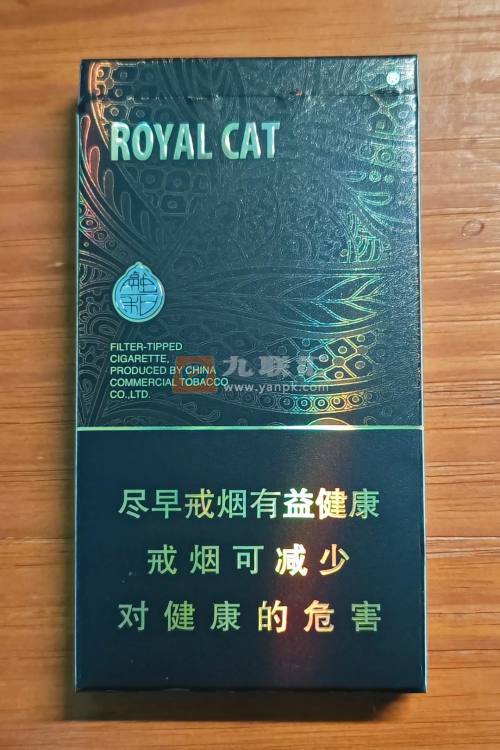 ROYAL CAT
FILTER-TIPPED
CIGARETTE,
PRODUCED BY CHINA
COMMERCIAL TOBACCO
CO.,LTD.
九联
www.yanpk.com
尽早戒烟有益健康
戒烟可减少
对健康的危害